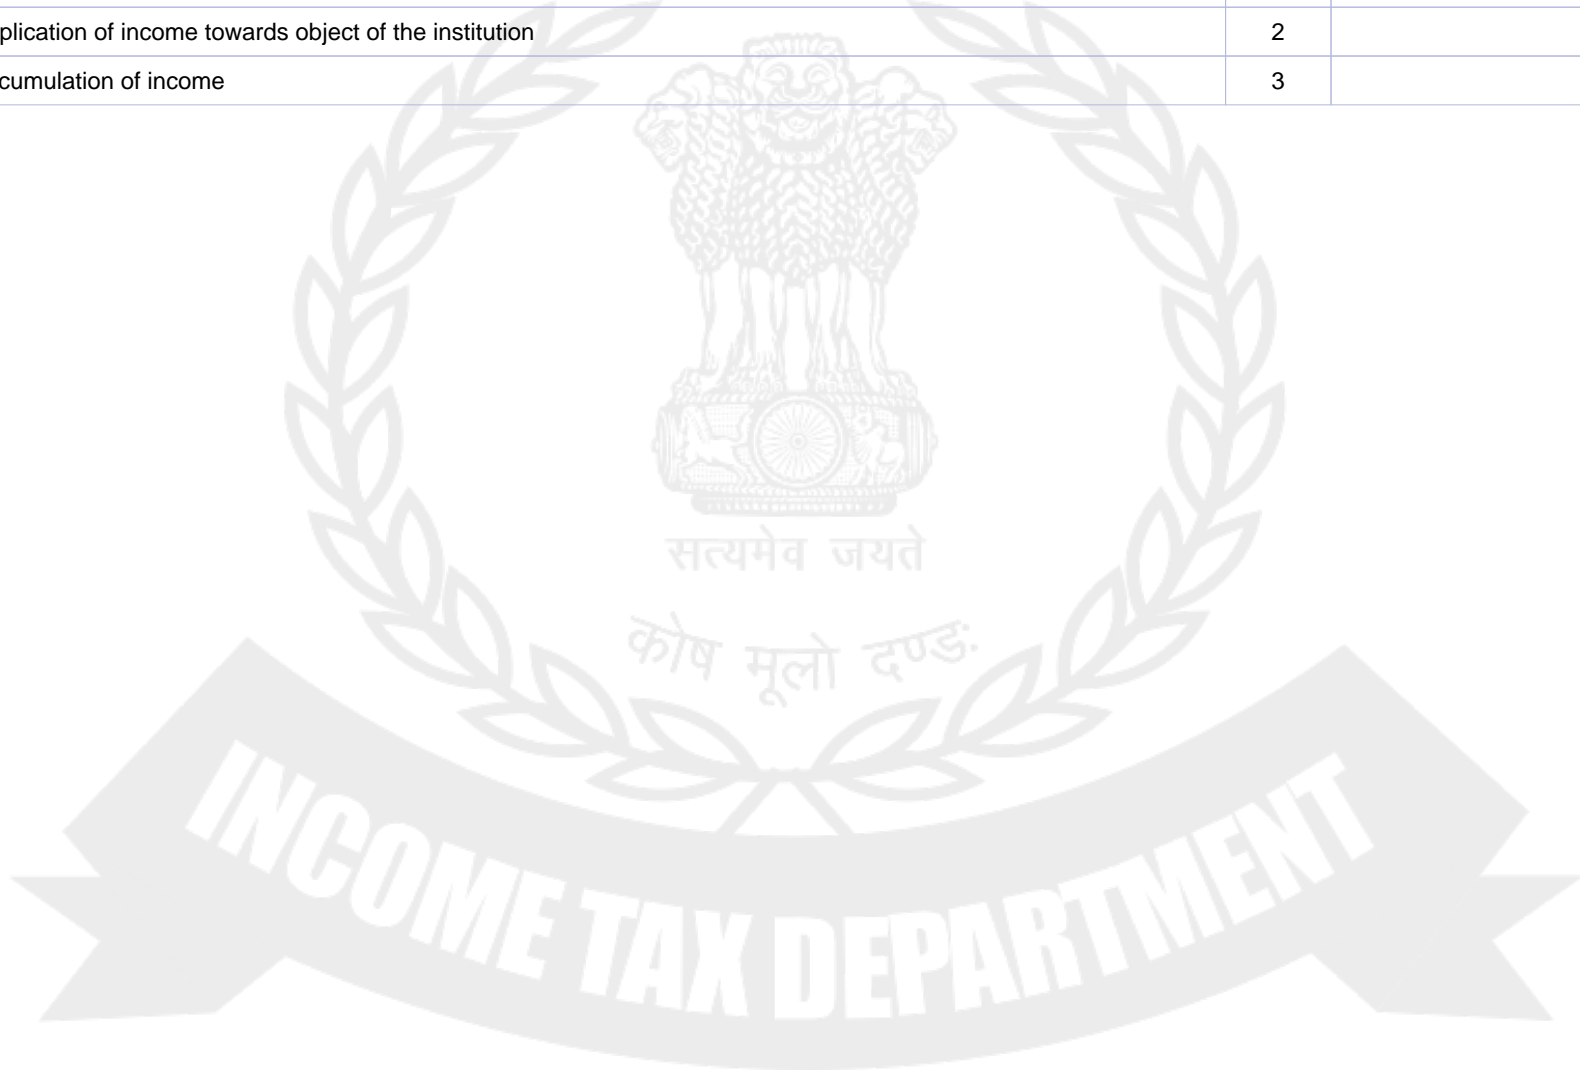 plication of income towards object of the institution 2
cumulation of income 3
सत्यमेव जयते
कोष मूलो दण्डः
INCOME TAX DEPARTMENT